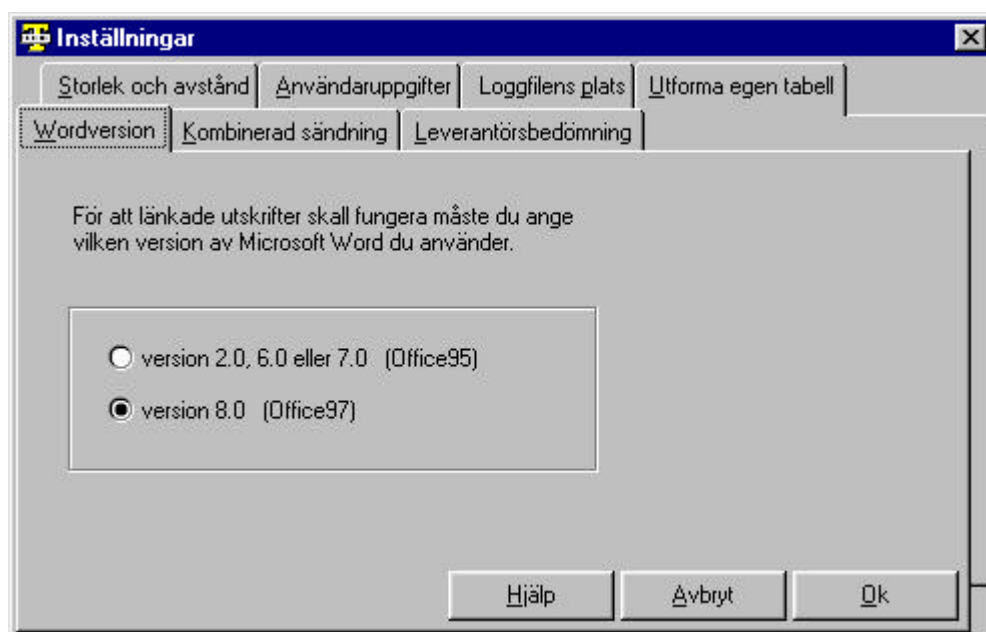 Inställningar
Storlek och avstånd Användaruppgifter Loggfilens plats Utforma egen tabell
Wordversion Kombinerad sändning Leverantörsbedömning
För att länkade utskrifter skall fungera måste du ange
vilken version av Microsoft Word du använder.
version 2.0, 6.0 eller 7.0 (Office95)
version 8.0 (Office97)
Hjälp Avbryt Ok